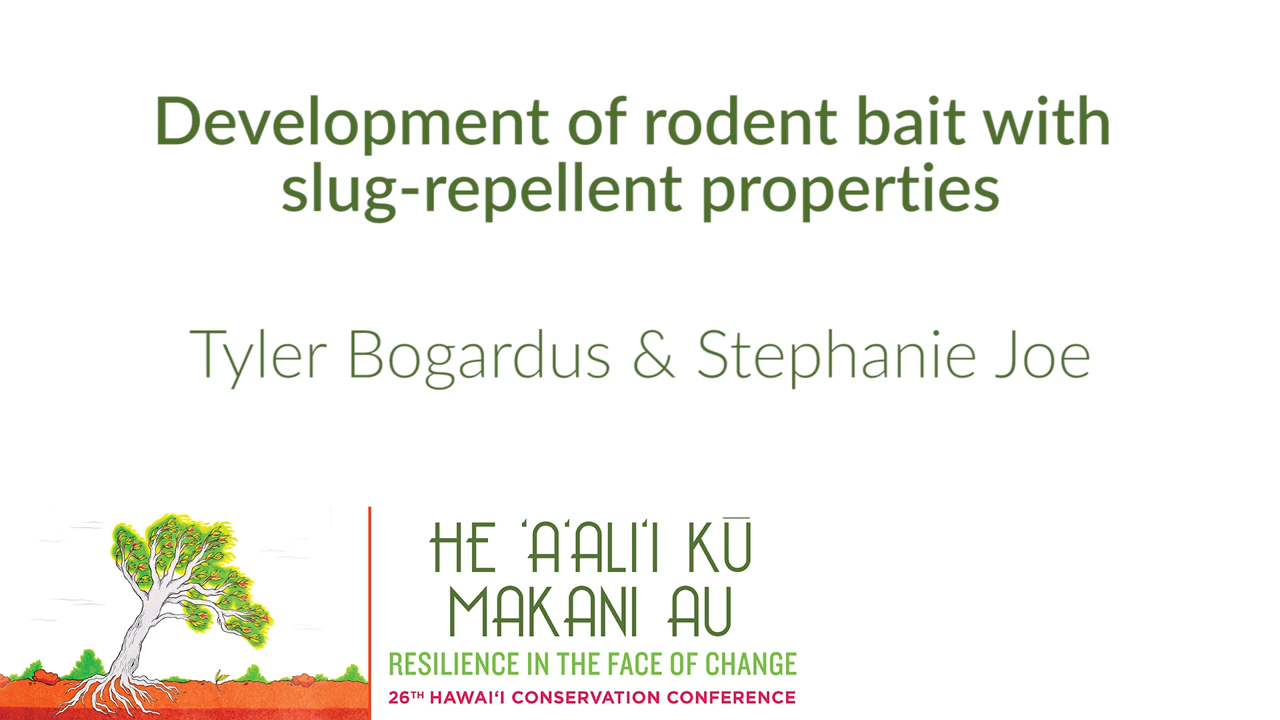 Development of rodent bait with
slug-repellent properties
Tyler Bogardus & Stephanie Joe
HE ʻAʻALIʻI KŪ
MAKANI AU
RESILIENCE IN THE FACE OF CHANGE
26TH HAWAIʻI CONSERVATION CONFERENCE